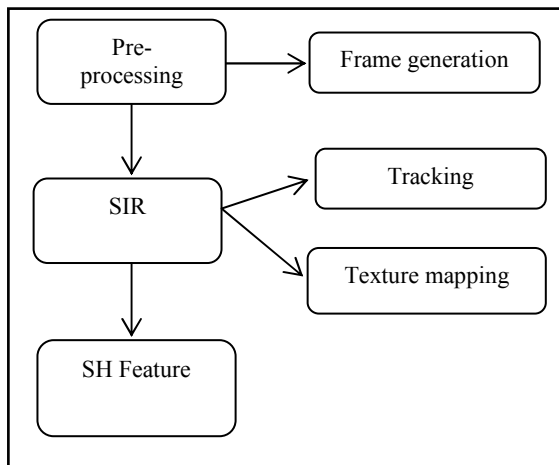 Pre-
processing
Frame generation
SIR
Tracking
Texture mapping
SH Feature